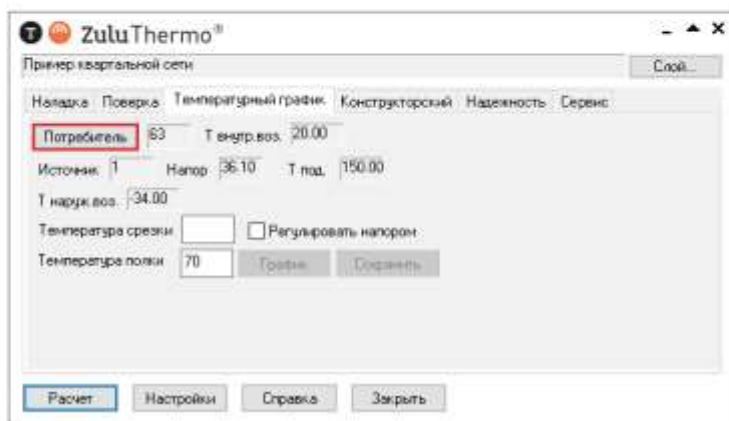 ZuluThermo®
Пример квартальной сети Слой...
Наладка Поверка Температурный график Конструкторский Надежность Сервис
Потребитель 63 Т внутр.воз. 20.00
Источник 1 Напор 36.10 Т под. 150.00
Т наруж.воз. -34.00
Температура срезки Регулировать напором
Температура полки 70 График Сохранить
Расчет Настройки Справка Закрыть